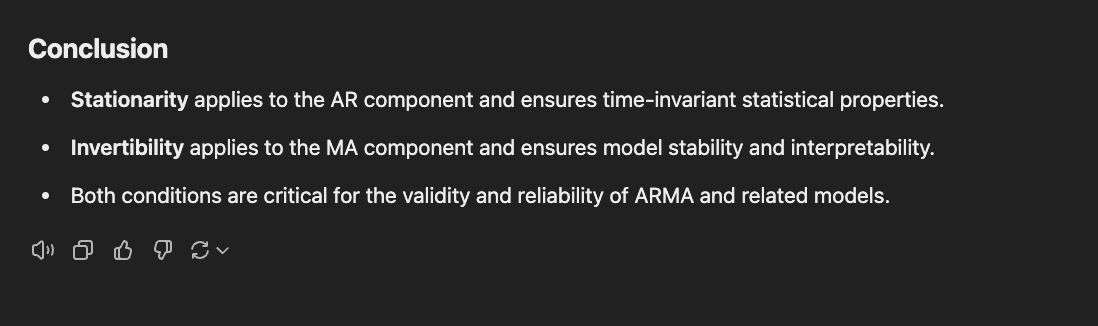 Conclusion
• Stationarity applies to the AR component and ensures time-invariant statistical properties.
• Invertibility applies to the MA component and ensures model stability and interpretability.
• Both conditions are critical for the validity and reliability of ARMA and related models.